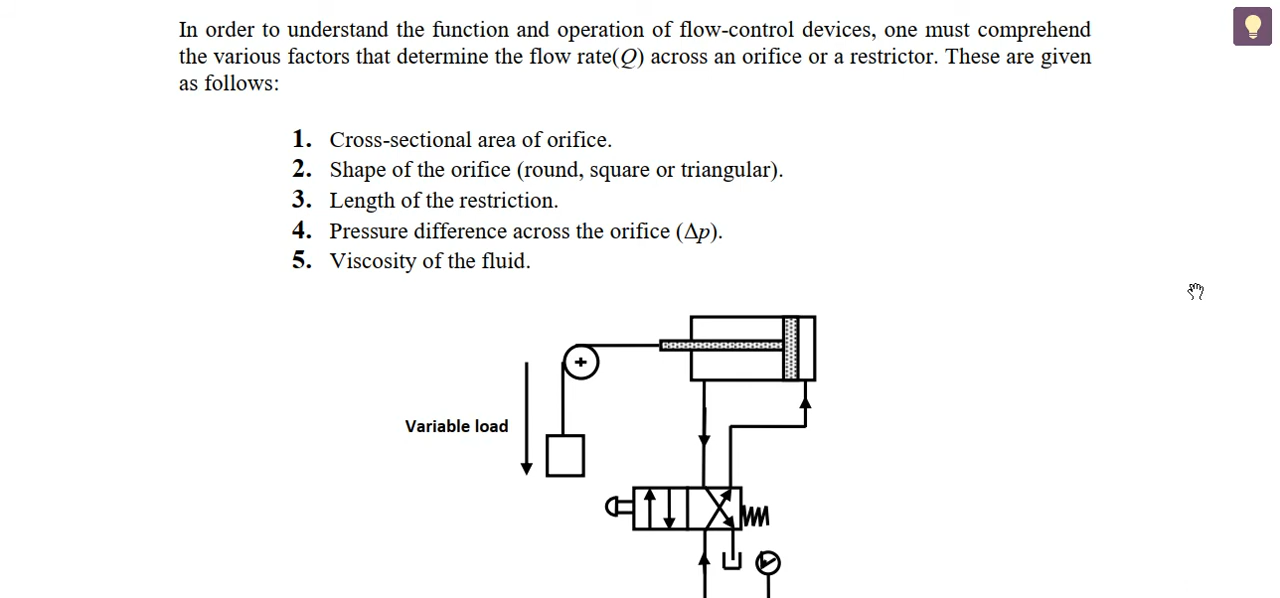 In order to understand the function and operation of flow-control devices, one must comprehend
the various factors that determine the flow rate(Q) across an orifice or a restrictor. These are given
as follows:
1. Cross-sectional area of orifice.
2. Shape of the orifice (round, square or triangular).
3. Length of the restriction.
4. Pressure difference across the orifice (Δp).
5. Viscosity of the fluid.
Variable load